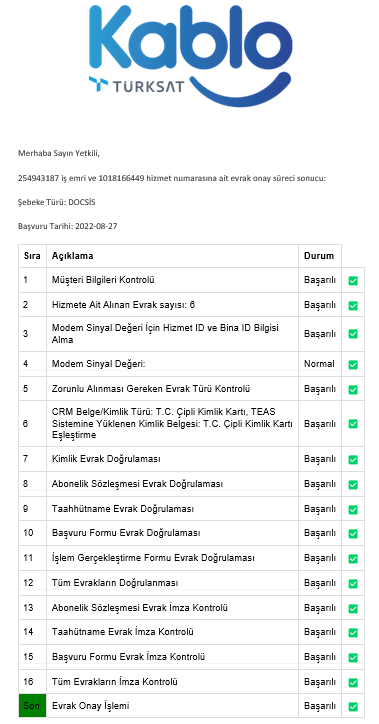 Kablo
TURKSAT
Merhaba Sayın Yetkili,
254943187 iş emri ve 1018166449 hizmet numarasına ait evrak onay süreci sonucu:
Şebeke Türü: DOCSİS
Başvuru Tarihi: 2022-08-27
Sıra Açıklama Durum
1 Müşteri Bilgileri Kontrolü Başarılı
2 Hizmete Ait Alınan Evrak sayısı: 6 Başarılı
3 Modem Sinyal Değeri İçin Hizmet ID ve Bina ID Bilgisi
Alma Başarılı
4 Modem Sinyal Değeri: Normal
5 Zorunlu Alınması Gereken Evrak Türü Kontrolü Başarılı
6 CRM Belge/Kimlik Türü: T.C. Çipli Kimlik Kartı, TEAS
Sistemine Yüklenen Kimlik Belgesi: T.C. Çipli Kimlik Kartı Başarılı
Eşleştirme
7 Kimlik Evrak Doğrulaması Başarılı
8 Abonelik Sözleşmesi Evrak Doğrulaması Başarılı
9 Taahhütname Evrak Doğrulaması Başarılı
10 Başvuru Formu Evrak Doğrulaması Başarılı
11 İşlem Gerçekleştirme Formu Evrak Doğrulaması Başarılı
12 Tüm Evrakların Doğrulanması Başarılı
13 Abonelik Sözleşmesi Evrak İmza Kontrolü Başarılı
14 Taahütname Evrak İmza Kontrolü Başarılı
15 Başvuru Formu Evrak İmza Kontrolü Başarılı
16 Tüm Evrakların İmza Kontrolü Başarılı
Son Evrak Onay İşlemi Başarılı